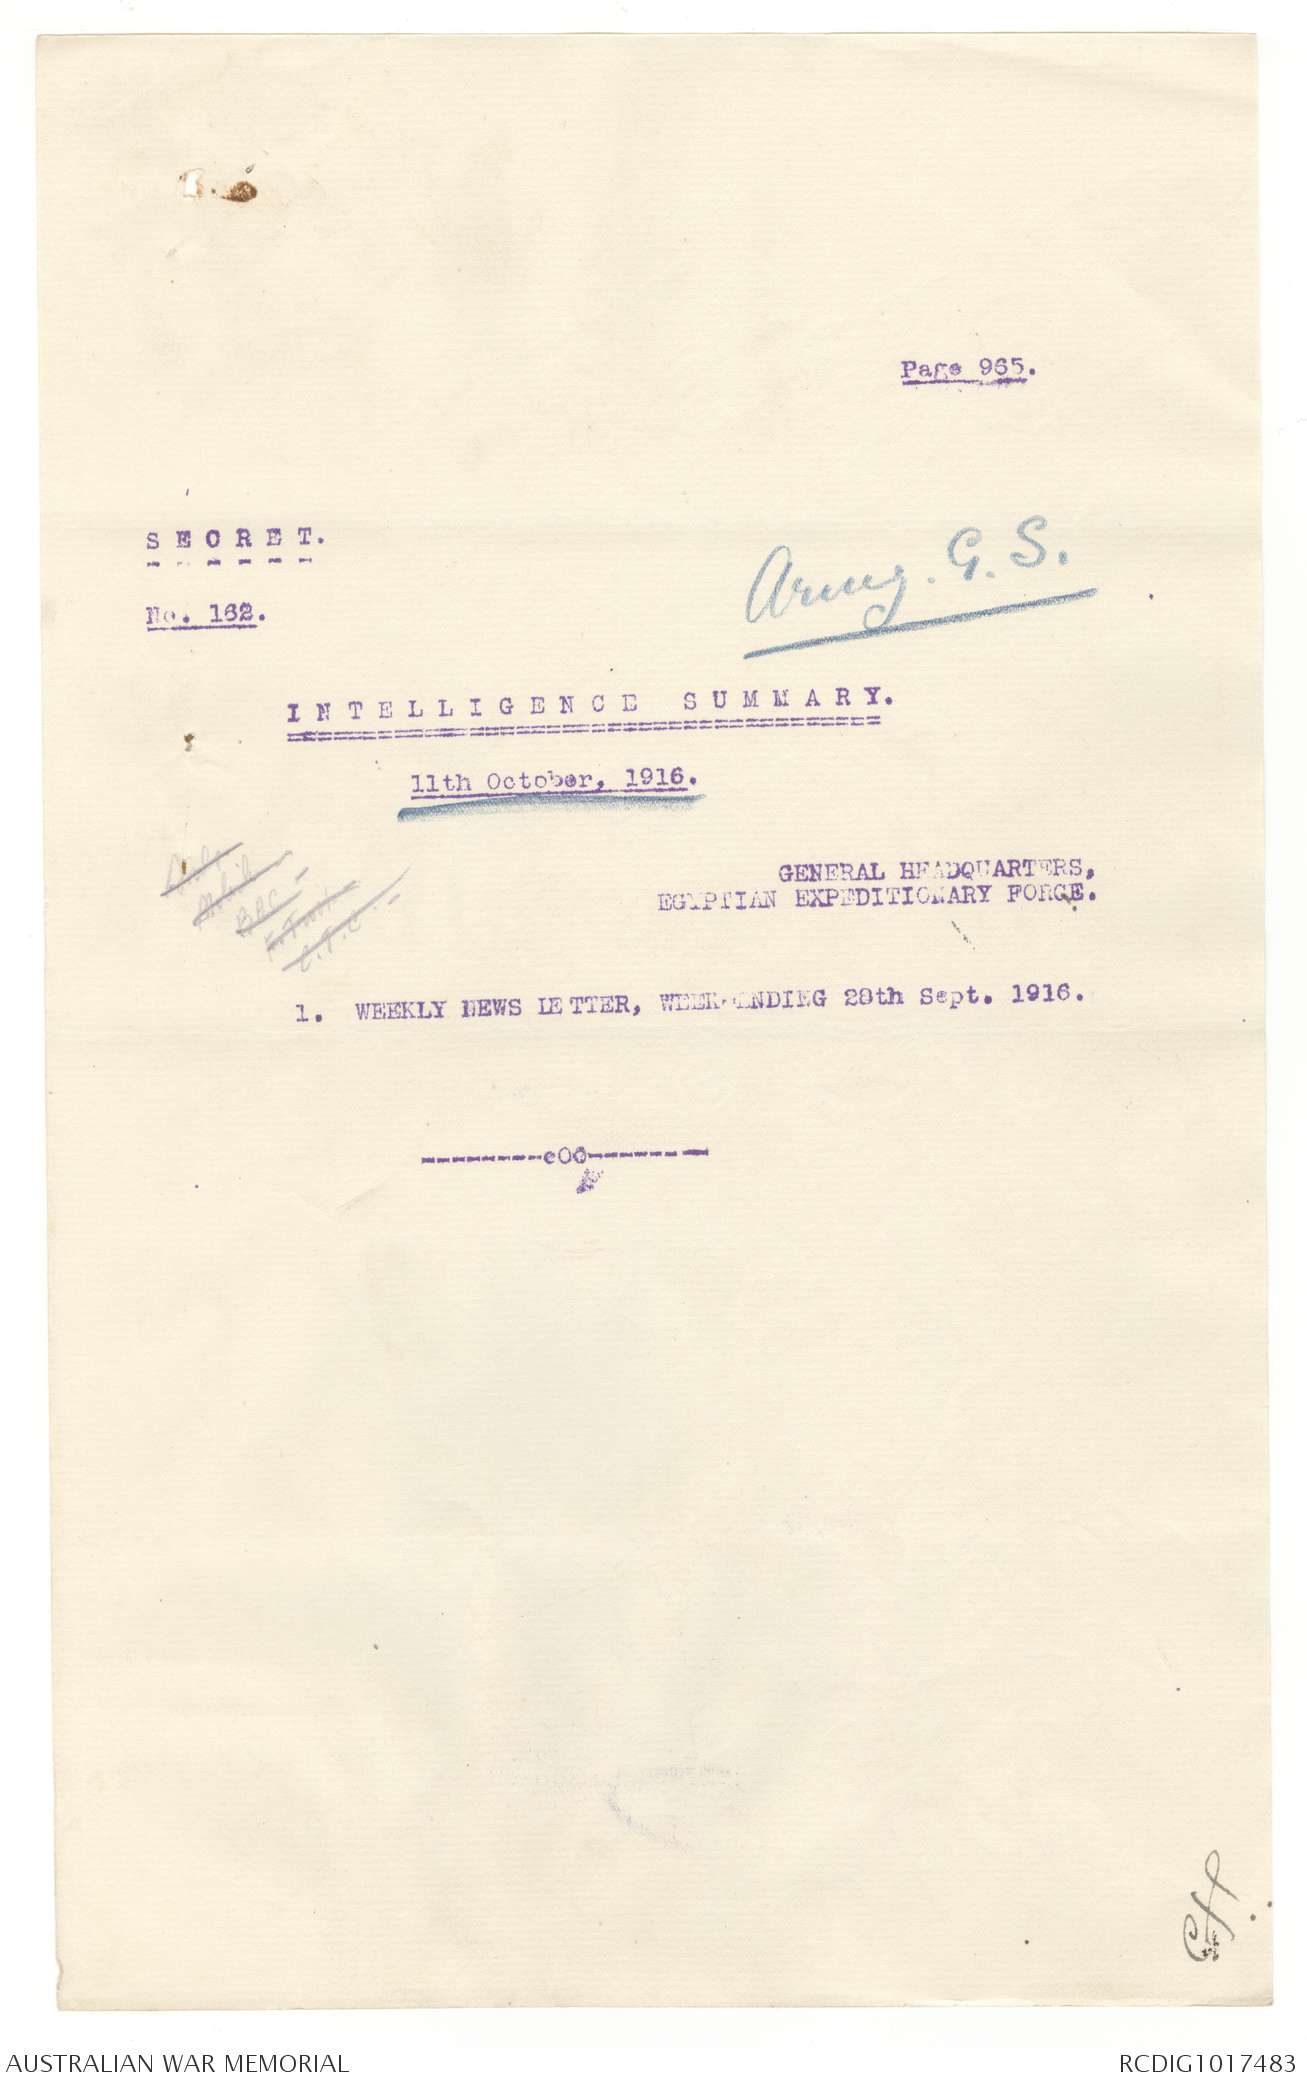 Page 965.
SECRET.
No. 162.
Army. G. S.
INTELLIGENCE SUMMARY.
11th October, 1916.
GENERAL HEADQUARTERS,
EGYPTIAN EXPEDITIONARY FORCE.
1. WEEKLY NEWS LETTER, WEEK-ENDING 28th Sept. 1916.
--------oOo--------
AUSTRALIAN WAR MEMORIAL
RCDIG1017483